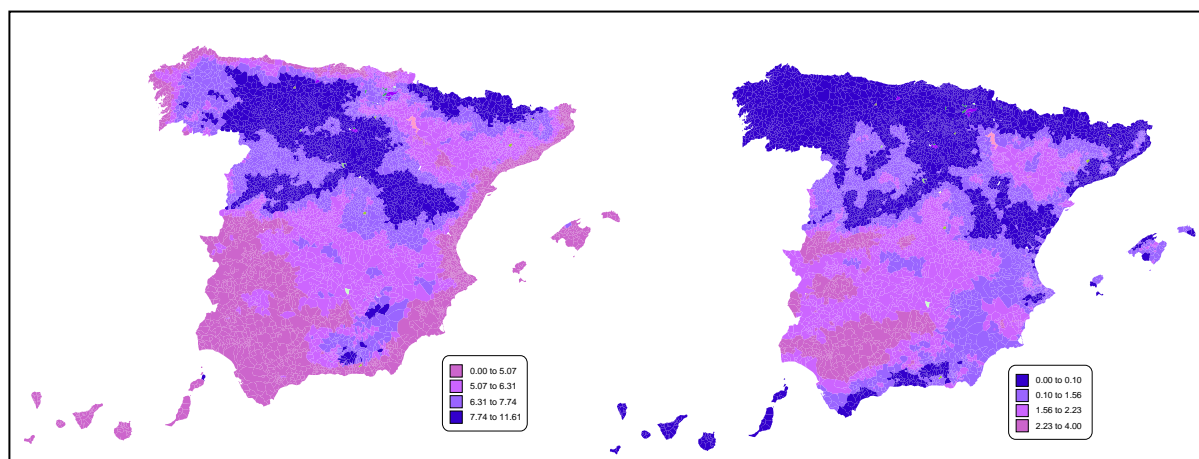 0.00 to 5.07
5.07 to 6.31
6.31 to 7.74
7.74 to 11.61
0.00 to 0.10
0.10 to 1.56
1.56 to 2.23
2.23 to 4.00